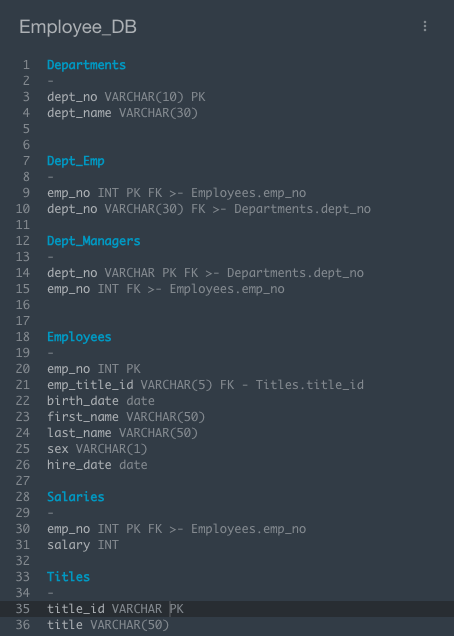 Employee_DB
1 Departments
2 -
3 dept_no VARCHAR(10) PK
4 dept_name VARCHAR(30)
5
6
7 Dept_Emp
8 -
9 emp_no INT PK FK >- Employees.emp_no
10 dept_no VARCHAR(30) FK >- Departments.dept_no
11
12 Dept_Managers
13 -
14 dept_no VARCHAR PK FK >- Departments.dept_no
15 emp_no INT FK >- Employees.emp_no
16
17
18 Employees
19 -
20 emp_no INT PK
21 emp_title_id VARCHAR(5) FK - Titles.title_id
22 birth_date date
23 first_name VARCHAR(50)
24 last_name VARCHAR(50)
25 sex VARCHAR(1)
26 hire_date date
27
28 Salaries
29 -
30 emp_no INT PK FK >- Employees.emp_no
31 salary INT
32
33 Titles
34 -
35 title_id VARCHAR PK
36 title VARCHAR(50)